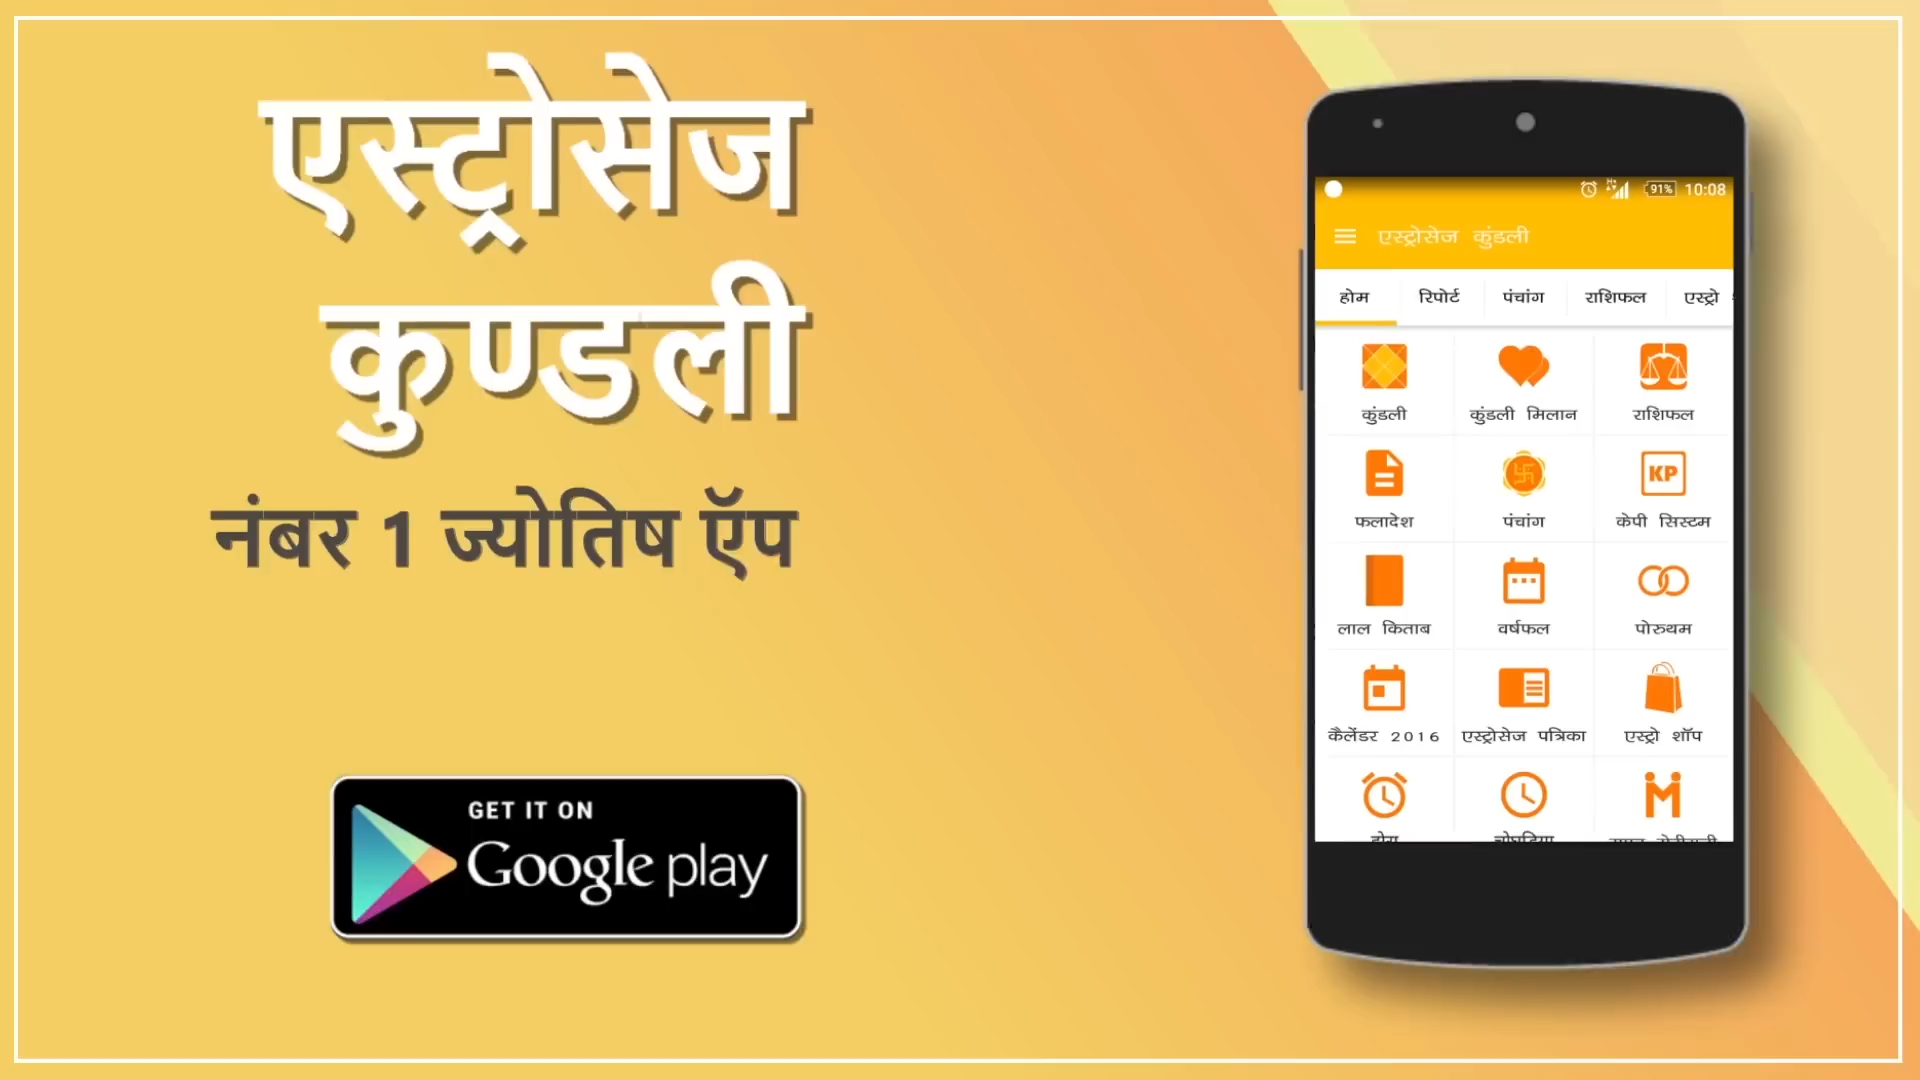 एस्ट्रोसेज
कुण्डली
नंबर 1 ज्योतिष ऍप
GET IT ON
Google play
91% 10:08
एस्ट्रोसेज कुंडली
होम रिपोर्ट पंचांग राशिफल एस्ट्रो
कुंडली कुंडली मिलान राशिफल
KP
फलादेश पंचांग केपी सिस्टम
लाल किताब वर्षफल पोरुथम
कैलेंडर 2016 एस्ट्रोसेज पत्रिका एस्ट्रो शॉप